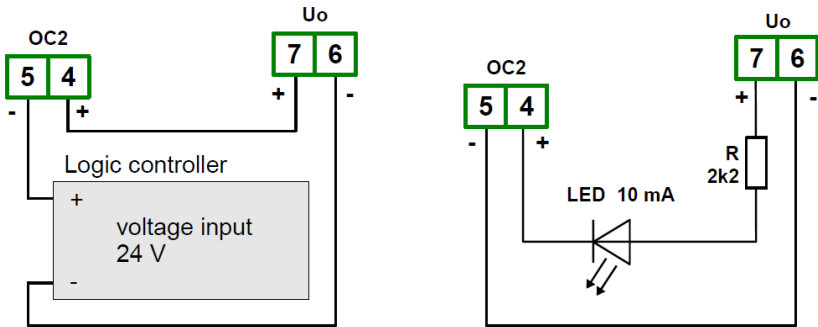 Uo
OC2
7 6
5 4
+ -
- +
Logic controller
+
voltage input
24 V
-
Uo
OC2
7 6
5 4
+ -
- +
R
2k2
LED 10 mA